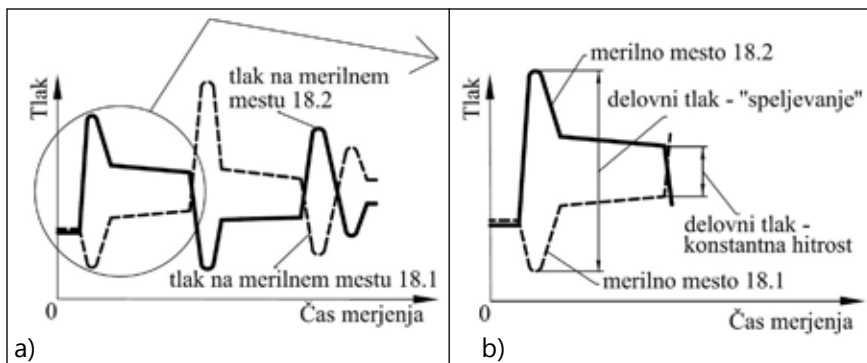 Tlak
tlak na merilnem
mestu 18.2
tlak na merilnem mestu 18.1
0
Čas merjenja
a)
Tlak
merilno mesto 18.2
delovni tlak - "speljevanje"
delovni tlak -
konstantna hitrost
merilno mesto 18.1
0
Čas merjenja
b)